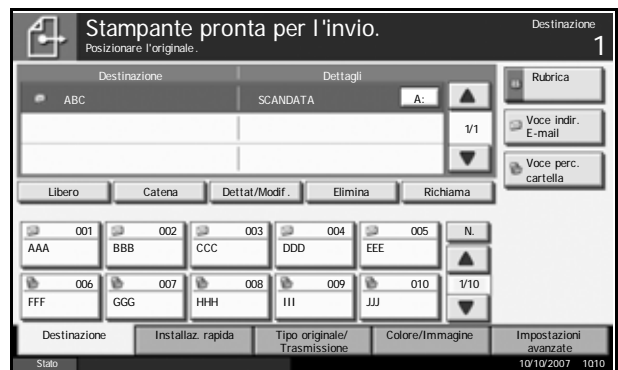 Stampante pronta per l'invio.
Posizionare l'originale.
Destinazione
1
Destinazione Dettagli
ABC SCANDATA A:
1/1
Rubrica
Voce indir.
E-mail
Voce perc.
cartella
Libero Catena Dettat/Modif. Elimina Richiama
001 002 003 004 005 N.
AAA BBB CCC DDD EEE
006 007 008 009 010 1/10
FFF GGG HHH III JJJ
Destinazione Installaz. rapida Tipo originale/
Trasmissione Colore/Immagine Impostazioni
avanzate
Stato 10/10/2007 1010